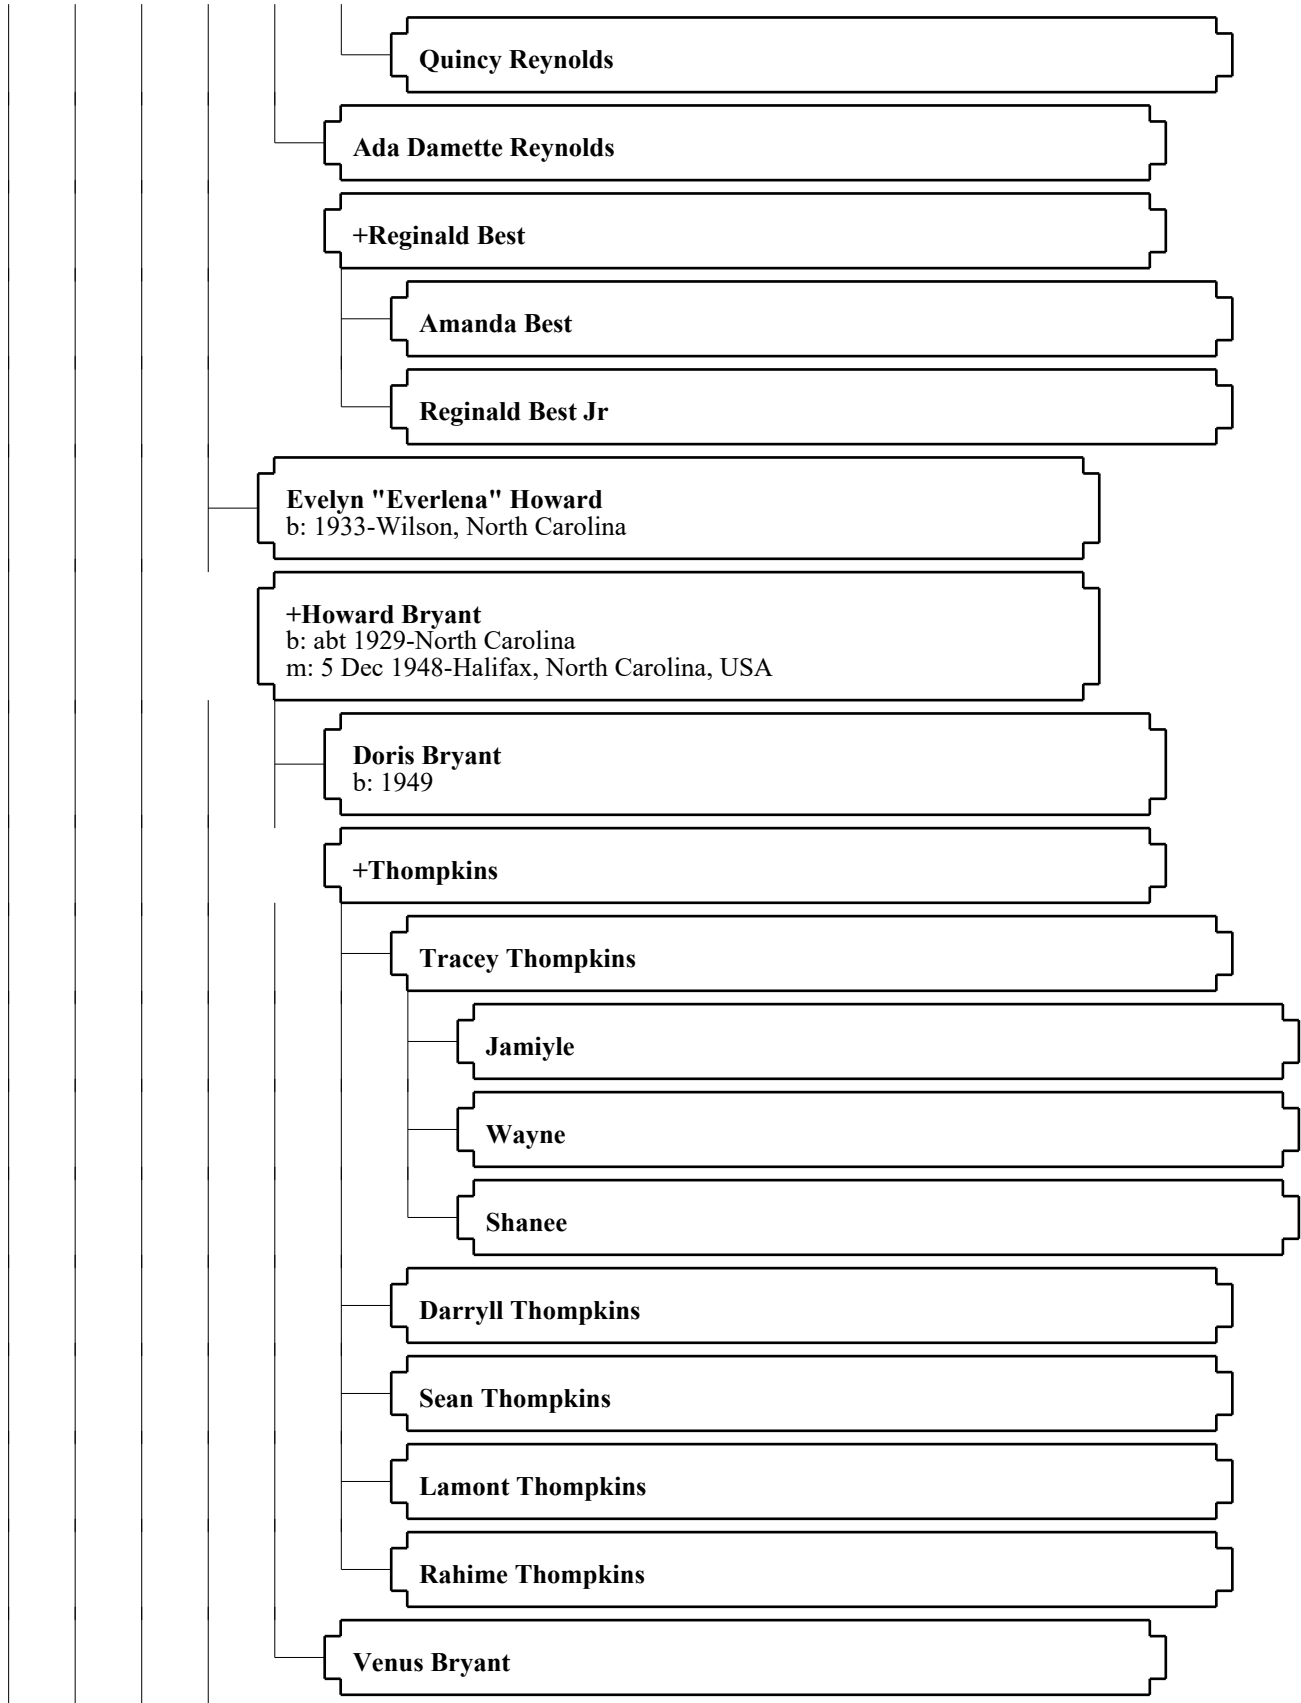 Quincy Reynolds
Ada Damette Reynolds
+Reginald Best
Amanda Best
Reginald Best Jr
Evelyn "Everlena" Howard
b: 1933-Wilson, North Carolina
+Howard Bryant
b: abt 1929-North Carolina
m: 5 Dec 1948-Halifax, North Carolina, USA
Doris Bryant
b: 1949
+Thompkins
Tracey Thompkins
Jamiyle
Wayne
Shanee
Darryll Thompkins
Sean Thompkins
Lamont Thompkins
Rahime Thompkins
Venus Bryant